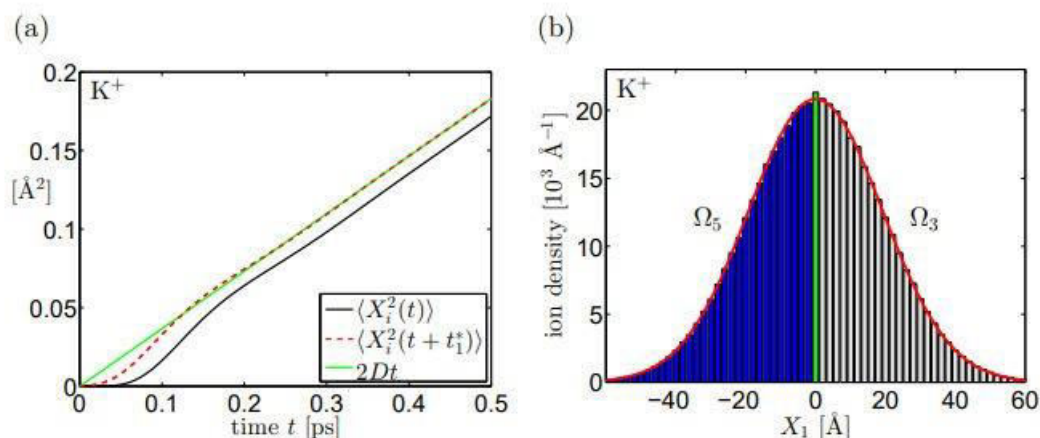 (a)
K⁺
[Å²]
0.2
0.15
0.1
0.05
0
0 0.1 0.2 0.3 0.4 0.5
time t [ps]
⟨X_i²(t)⟩
⟨X_i²(t + t₁*)⟩
2Dt
(b)
K⁺
ion density [10³ Å⁻¹]
20
15
10
5
0
Ω₅
Ω₃
−40 −20 0 20 40 60
X₁ [Å]